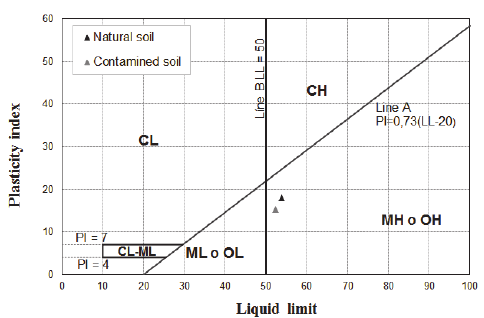 60
50
40
30
20
10
0
Plasticity index
Natural soil
Contamined soil
Líne B LL = 50
CH
Line A
PI=0,73(LL-20)
CL
MH o OH
PI = 7
CL-ML
ML o OL
PI = 4
0 10 20 30 40 50 60 70 80 90 100
Liquid limit